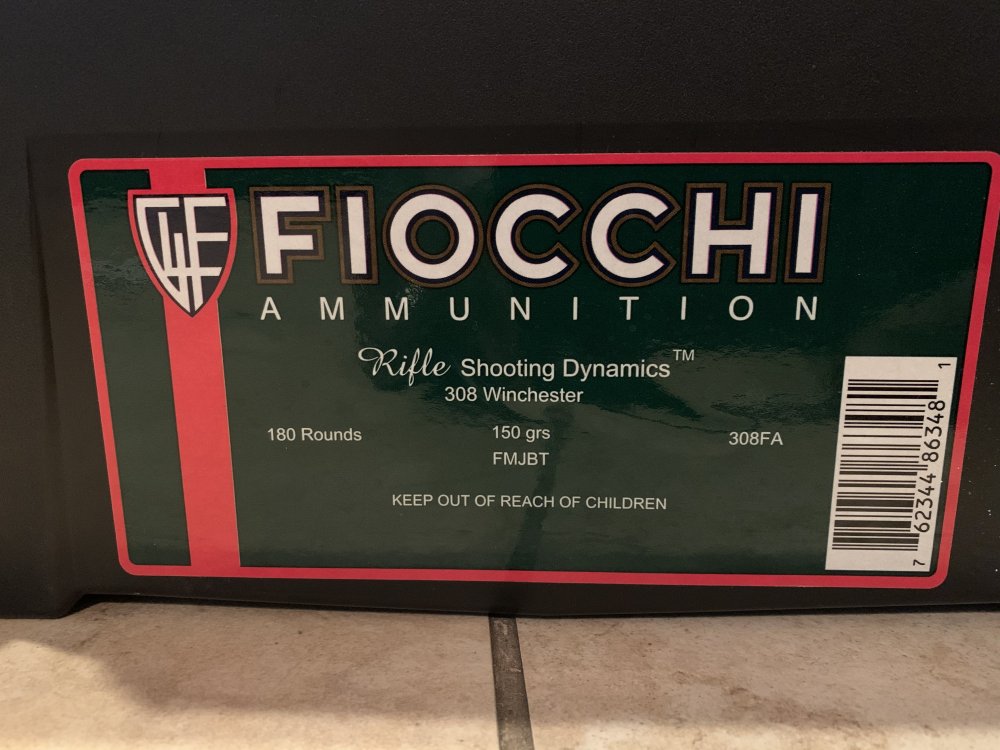 GWF
FIOCCHI
AMMUNITION
Rifle Shooting Dynamics™
308 Winchester
180 Rounds 150 grs 308FA
FMJBT
KEEP OUT OF REACH OF CHILDREN
7 62344 86348 1